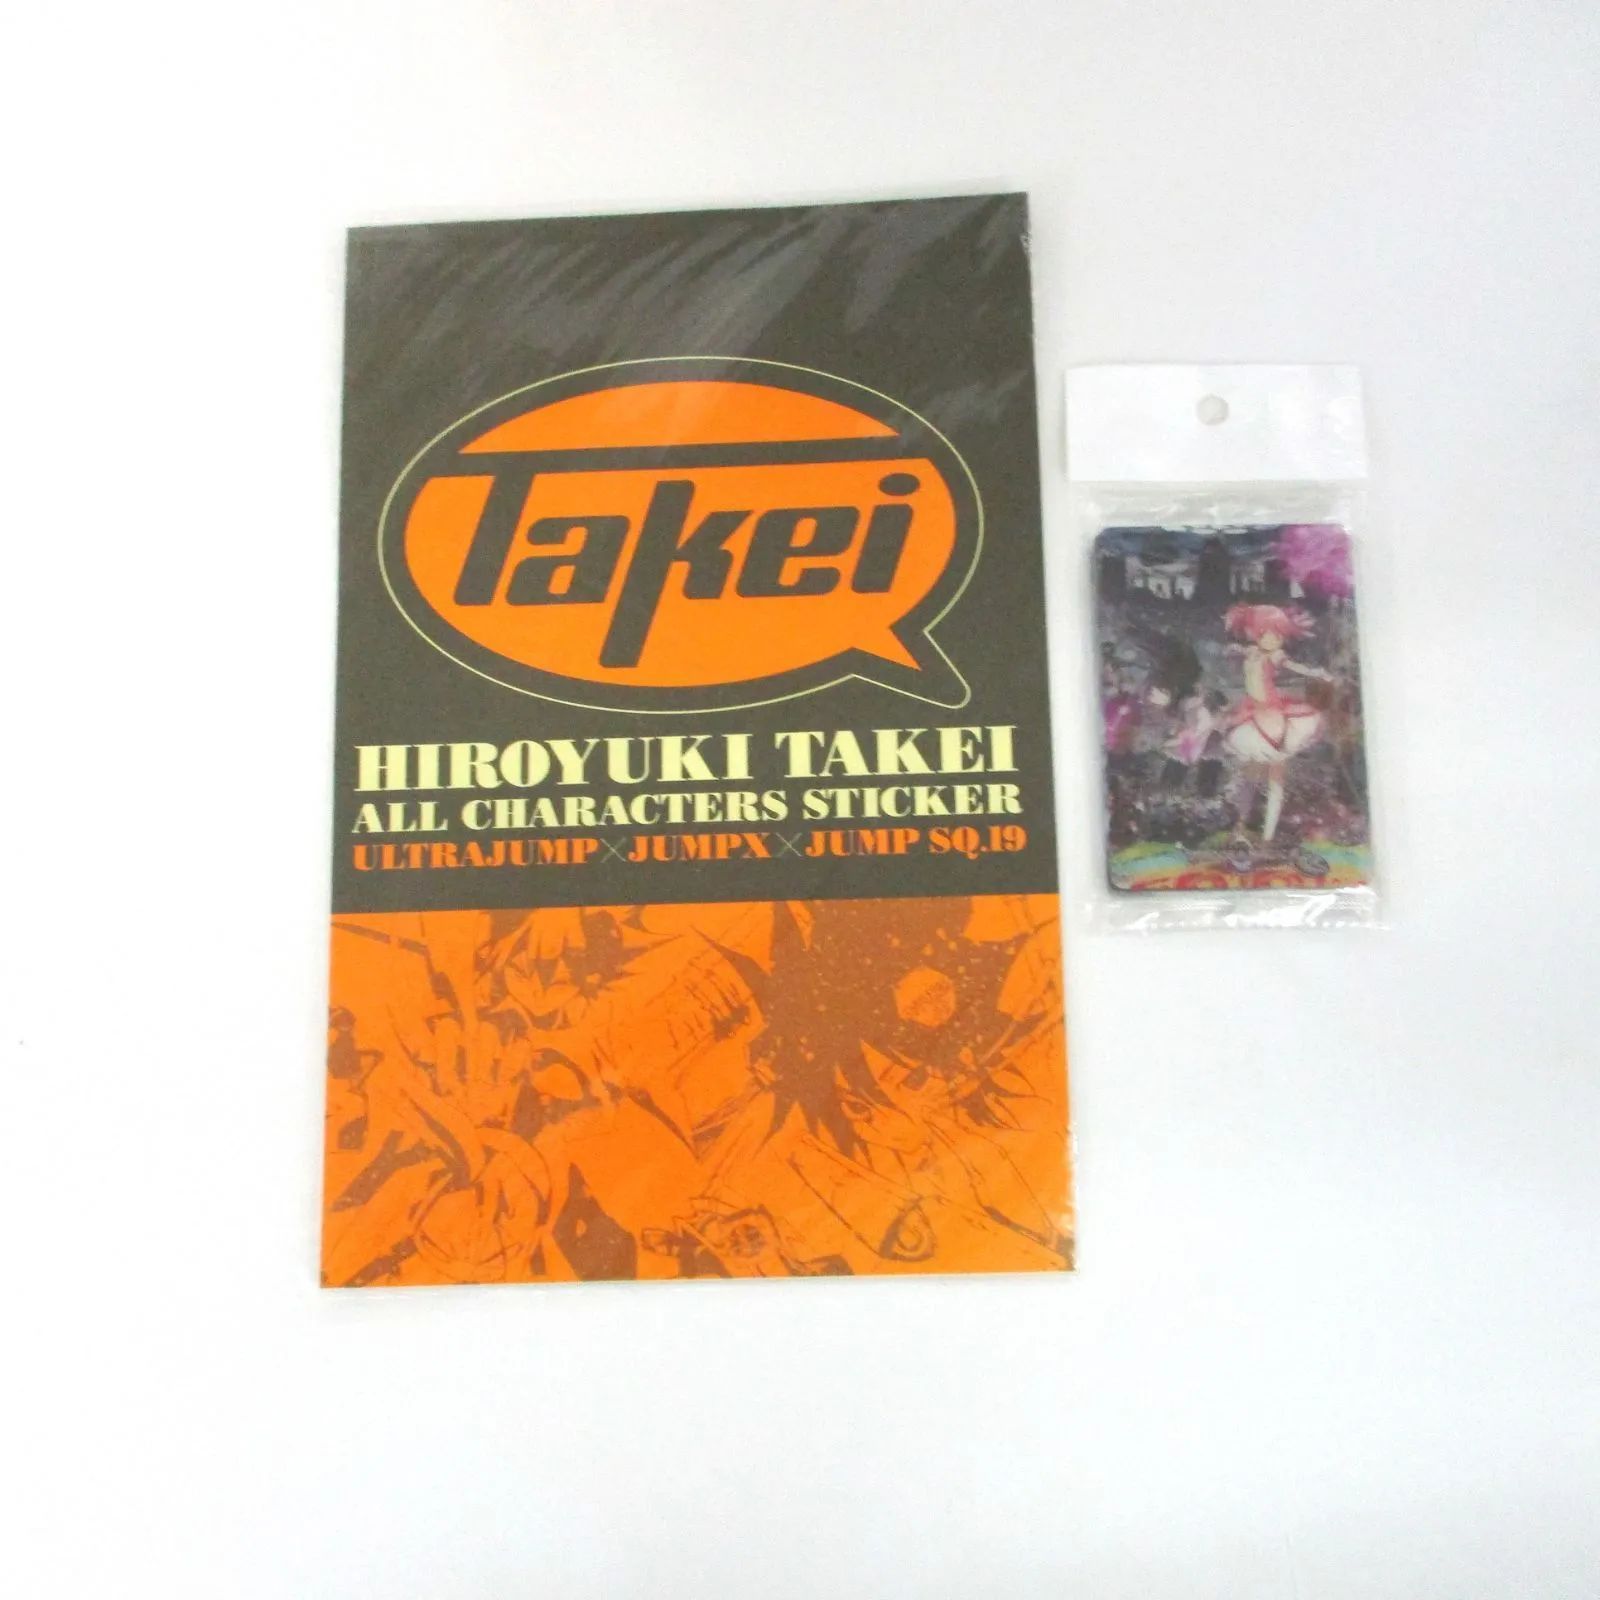 Takei
HIROYUKI TAKEI
ALL CHARACTERS STICKER
ULTRAJUMP×JUMPX×JUMP SQ.19